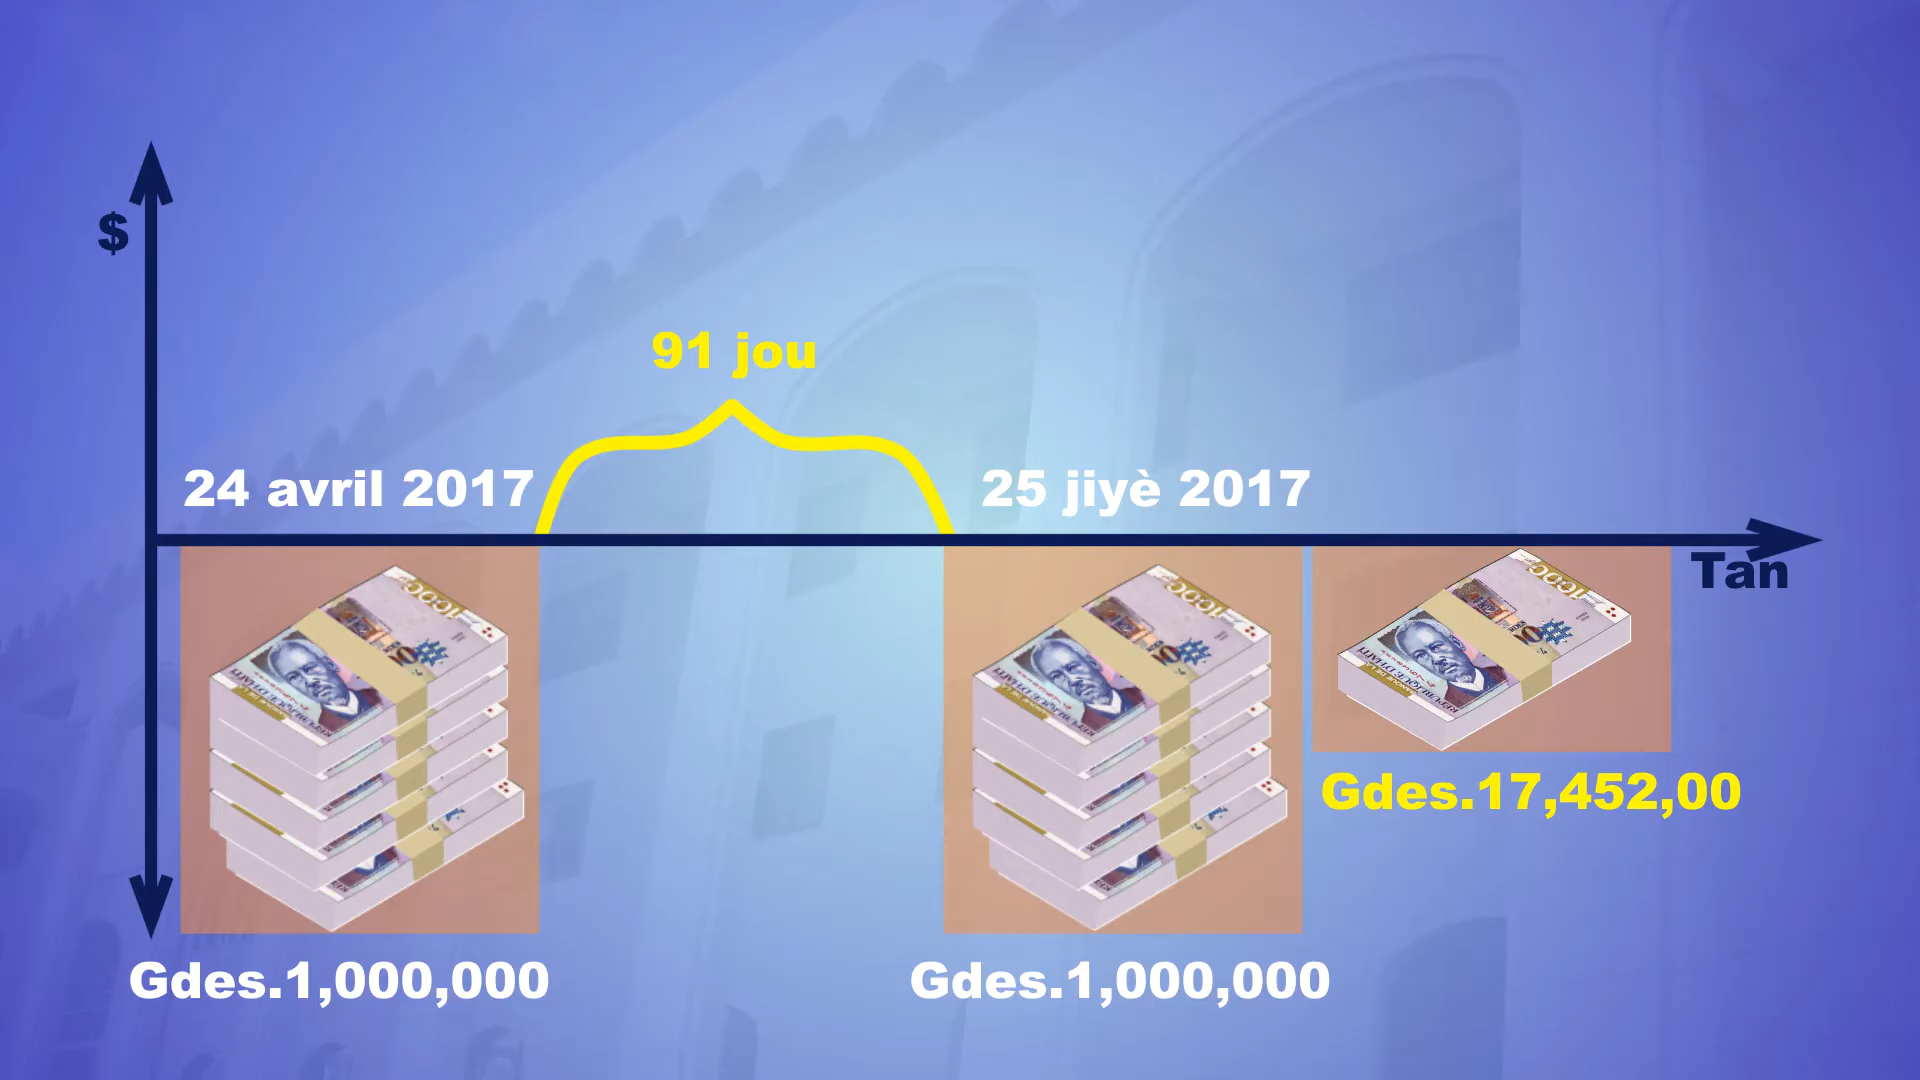 $
91 jou
24 avril 2017
25 jiyè 2017
Tan
Gdes.17,452,00
Gdes.1,000,000
Gdes.1,000,000